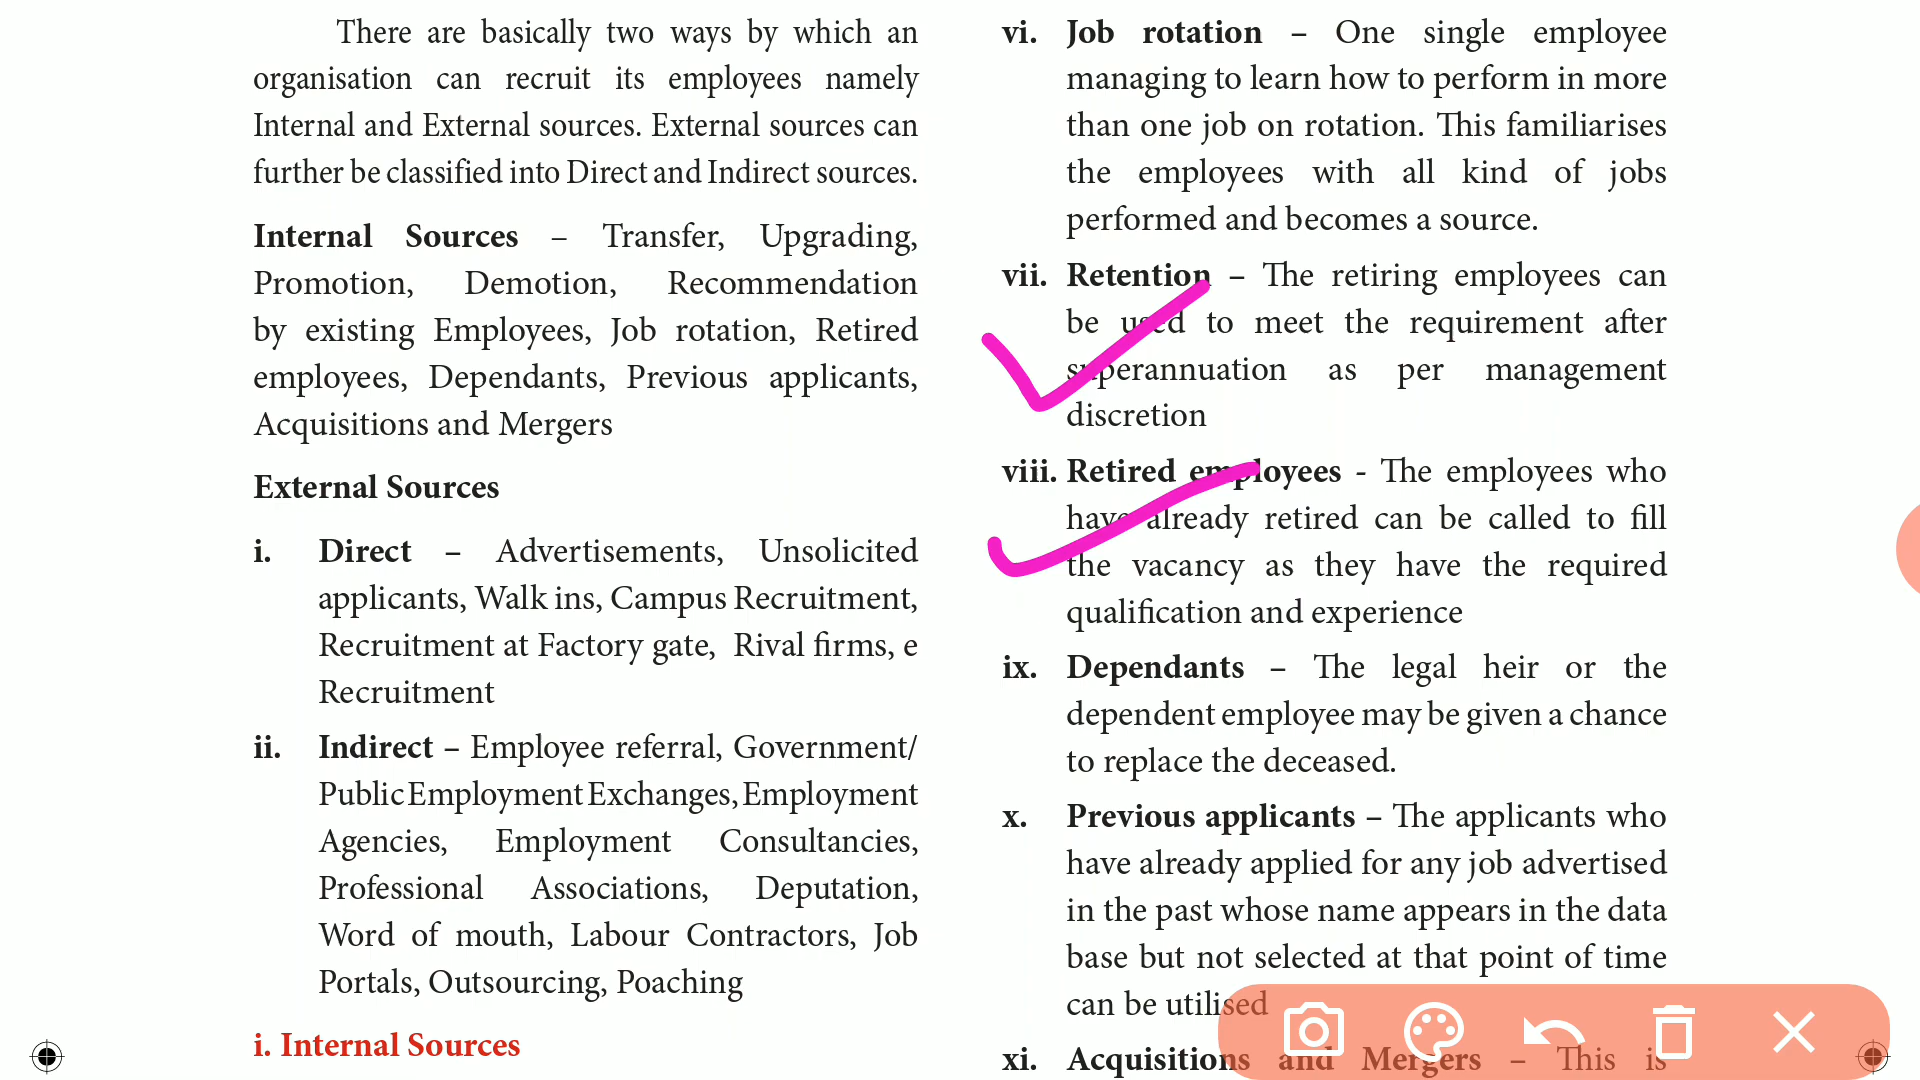 There are basically two ways by which an
organisation can recruit its employees namely
Internal and External sources. External sources can
further be classified into Direct and Indirect sources.
Internal Sources – Transfer, Upgrading,
Promotion, Demotion, Recommendation
by existing Employees, Job rotation, Retired
employees, Dependants, Previous applicants,
Acquisitions and Mergers
External Sources
i. Direct – Advertisements, Unsolicited
applicants, Walk ins, Campus Recruitment,
Recruitment at Factory gate, Rival firms, e
Recruitment
ii. Indirect – Employee referral, Government/
Public Employment Exchanges, Employment
Agencies, Employment Consultancies,
Professional Associations, Deputation,
Word of mouth, Labour Contractors, Job
Portals, Outsourcing, Poaching
i. Internal Sources
vi. Job rotation – One single employee
managing to learn how to perform in more
than one job on rotation. This familiarises
the employees with all kind of jobs
performed and becomes a source.
vii. Retention – The retiring employees can
be used to meet the requirement after
superannuation as per management
discretion
viii. Retired employees - The employees who
have already retired can be called to fill
the vacancy as they have the required
qualification and experience
ix. Dependants – The legal heir or the
dependent employee may be given a chance
to replace the deceased.
x. Previous applicants – The applicants who
have already applied for any job advertised
in the past whose name appears in the data
base but not selected at that point of time
can be utilised
xi. Acquisitions and Mergers – This is